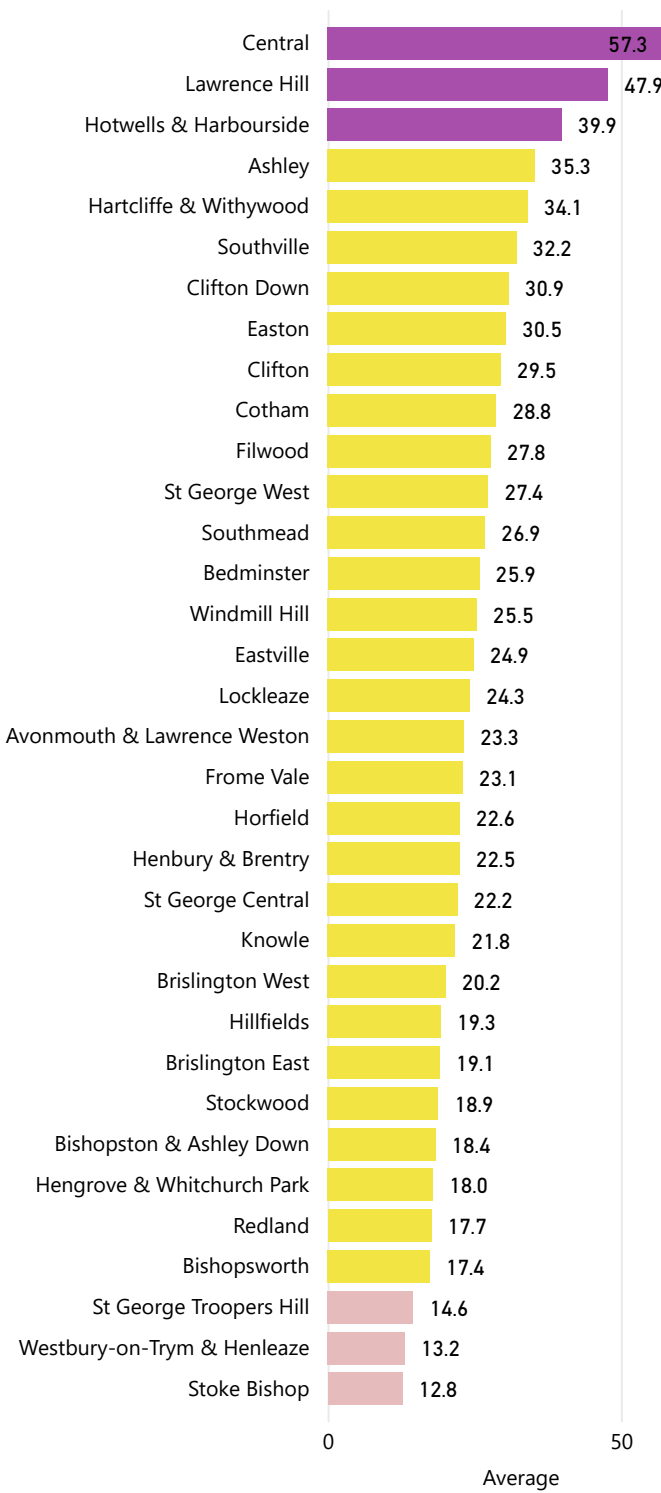 Central 57.3
Lawrence Hill 47.9
Hotwells & Harbourside 39.9
Ashley 35.3
Hartcliffe & Withywood 34.1
Southville 32.2
Clifton Down 30.9
Easton 30.5
Clifton 29.5
Cotham 28.8
Filwood 27.8
St George West 27.4
Southmead 26.9
Bedminster 25.9
Windmill Hill 25.5
Eastville 24.9
Lockleaze 24.3
Avonmouth & Lawrence Weston 23.3
Frome Vale 23.1
Horfield 22.6
Henbury & Brentry 22.5
St George Central 22.2
Knowle 21.8
Brislington West 20.2
Hillfields 19.3
Brislington East 19.1
Stockwood 18.9
Bishopston & Ashley Down 18.4
Hengrove & Whitchurch Park 18.0
Redland 17.7
Bishopsworth 17.4
St George Troopers Hill 14.6
Westbury-on-Trym & Henleaze 13.2
Stoke Bishop 12.8
0 50
Average